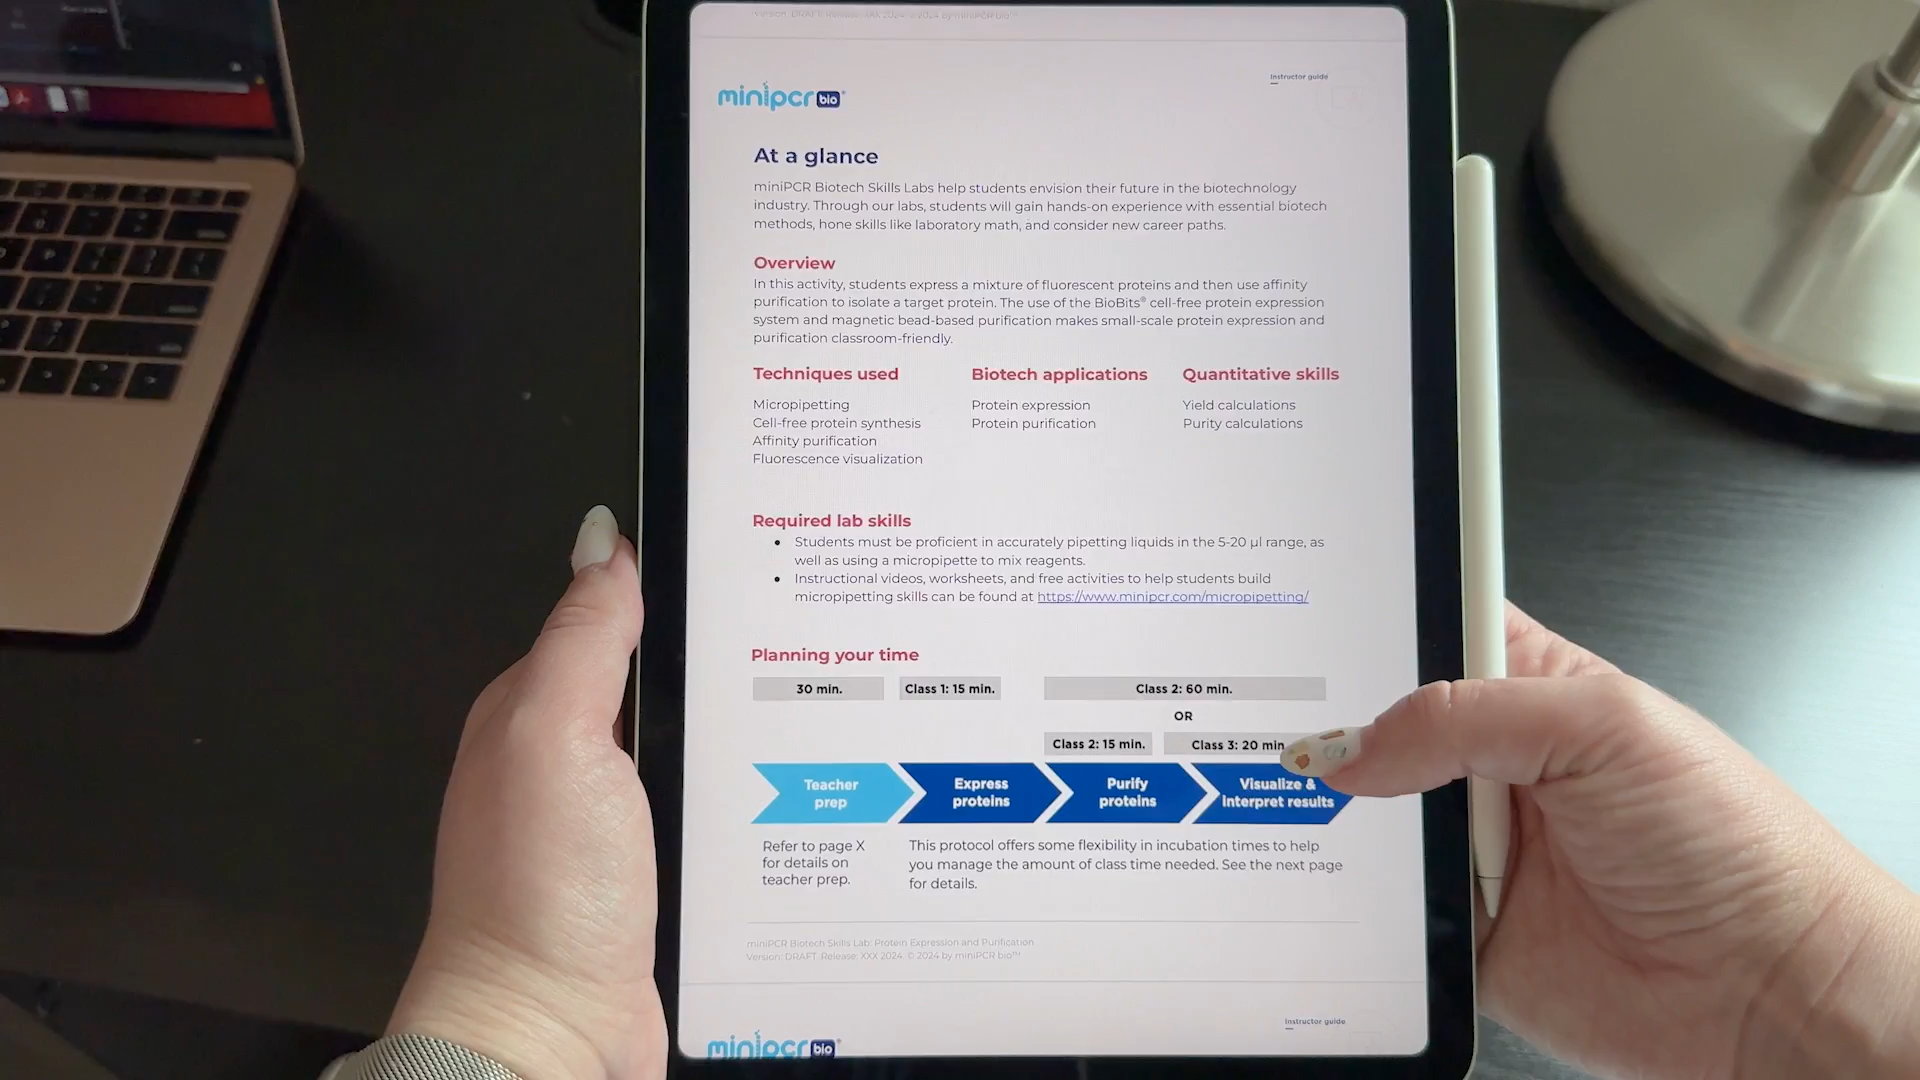 Version: DRAFT. Release: XXX 2024. © 2024 by miniPCR bio™
Instructor guide
minipcr bio®
At a glance
miniPCR Biotech Skills Labs help students envision their future in the biotechnology
industry. Through our labs, students will gain hands-on experience with essential biotech
methods, hone skills like laboratory math, and consider new career paths.
Overview
In this activity, students express a mixture of fluorescent proteins and then use affinity
purification to isolate a target protein. The use of the BioBits® cell-free protein expression
system and magnetic bead-based purification makes small-scale protein expression and
purification classroom-friendly.
Techniques used
Micropipetting
Cell-free protein synthesis
Affinity purification
Fluorescence visualization
Biotech applications
Protein expression
Protein purification
Quantitative skills
Yield calculations
Purity calculations
Required lab skills
• Students must be proficient in accurately pipetting liquids in the 5-20 µl range, as
well as using a micropipette to mix reagents.
• Instructional videos, worksheets, and free activities to help students build
micropipetting skills can be found at https://www.minipcr.com/micropipetting/
Planning your time
30 min.
Class 1: 15 min.
Class 2: 60 min.
OR
Class 2: 15 min.
Class 3: 20 min
Teacher
prep
Express
proteins
Purify
proteins
Visualize &
interpret results
Refer to page X
for details on
teacher prep.
This protocol offers some flexibility in incubation times to help
you manage the amount of class time needed. See the next page
for details.
miniPCR Biotech Skills Lab: Protein Expression and Purification
Version: DRAFT. Release: XXX 2024. © 2024 by miniPCR bio™
Instructor guide
minipcr bio®